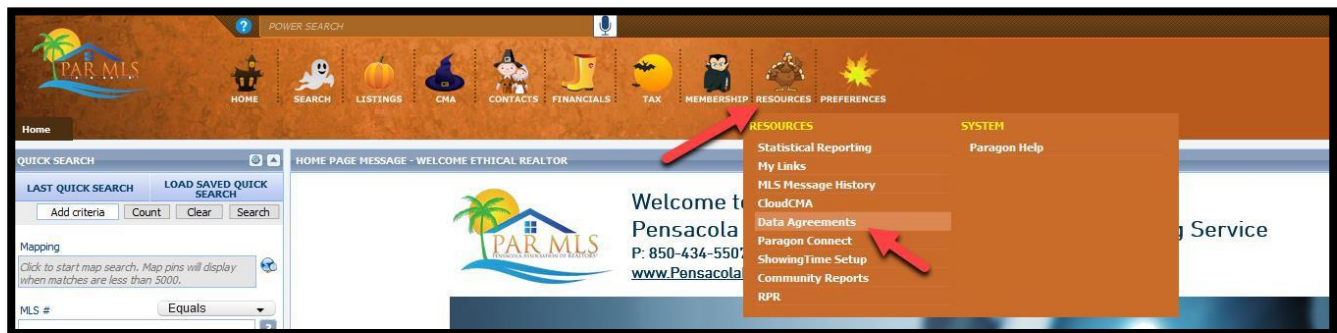 POWER SEARCH
PAR MLS
HOME
SEARCH
LISTINGS
CMA
CONTACTS
FINANCIALS
TAX
MEMBERSHIP
RESOURCES
PREFERENCES
Home
RESOURCES
Statistical Reporting
My Links
MLS Message History
CloudCMA
Data Agreements
Paragon Connect
ShowingTime Setup
Community Reports
RPR
SYSTEM
Paragon Help
QUICK SEARCH
LAST QUICK SEARCH
LOAD SAVED QUICK
SEARCH
Add criteria
Count
Clear
Search
Mapping
Click to start map search. Map pins will display
when matches are less than 5000.
MLS #
Equals
HOME PAGE MESSAGE - WELCOME ETHICAL REALTOR
PAR MLS
PENSACOLA ASSOCIATION OF REALTORS®
Welcome t
Pensacola
g Service
P: 850-434-5507
www.Pensacola